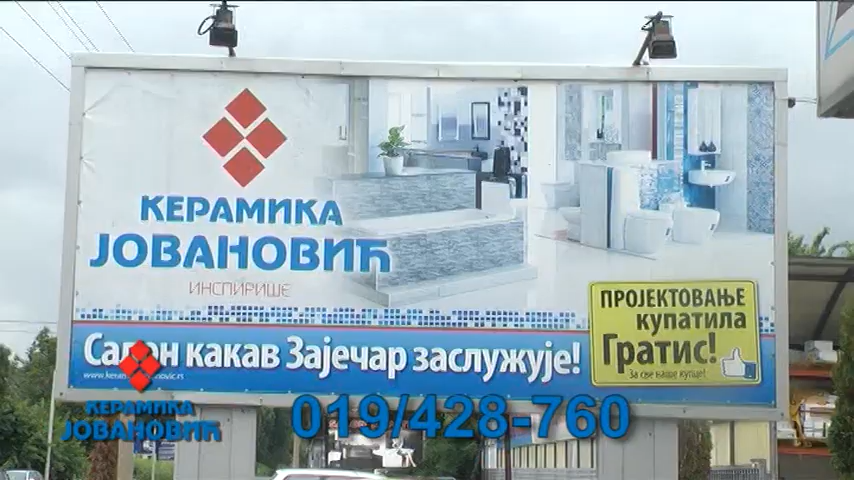 КЕРАМИКА
ЈОВАНОВИЋ
ИНСПИРИШЕ
ПРОЈЕКТОВАЊЕ
КУПАТИЛА
Гратис!
За све наше купце!
Салон какав Зајечар заслужује!
КЕРАМИКА
ЈОВАНОВИЋ
019/428-760